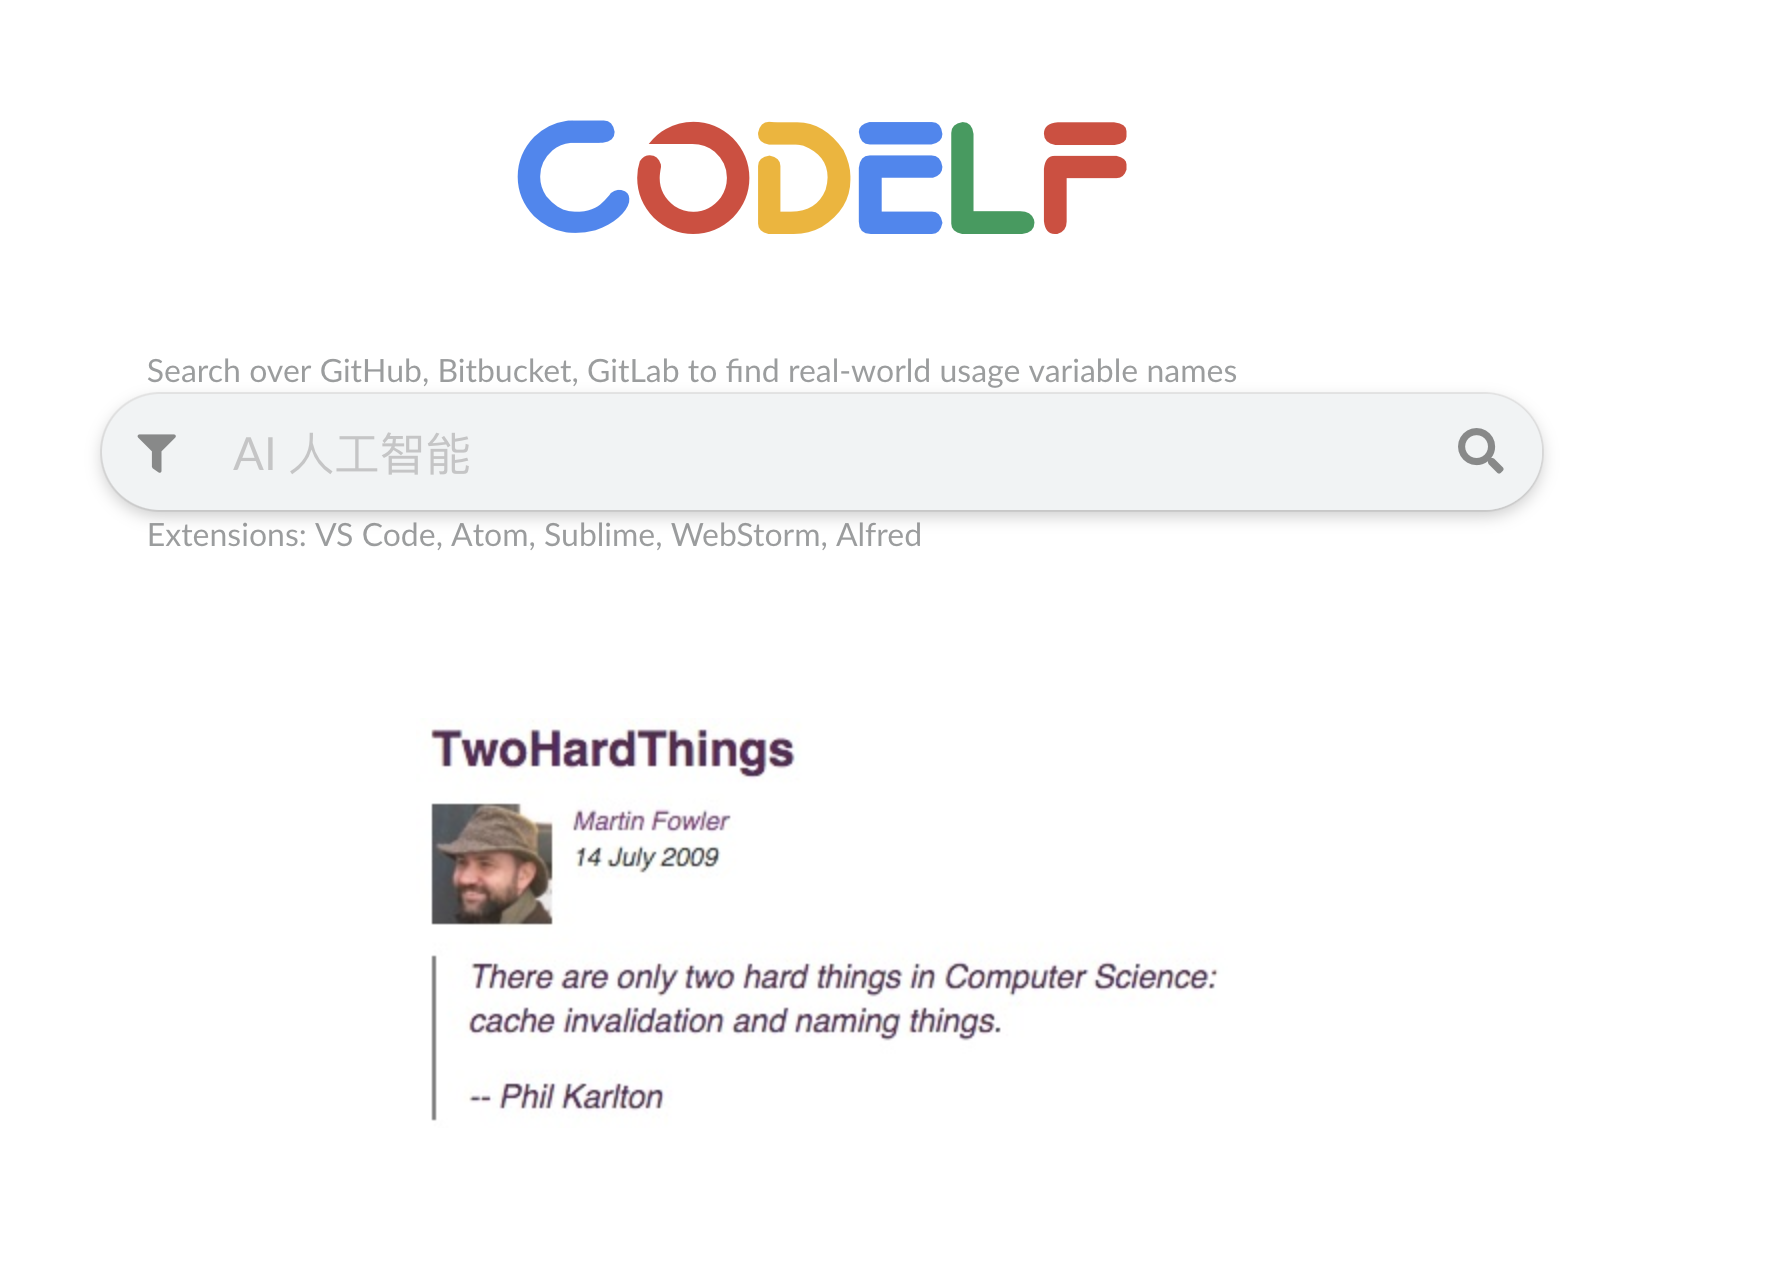 CODELF
Search over GitHub, Bitbucket, GitLab to find real-world usage variable names
AI 人工智能
Extensions: VS Code, Atom, Sublime, WebStorm, Alfred
TwoHardThings
Martin Fowler
14 July 2009
There are only two hard things in Computer Science:
cache invalidation and naming things.
-- Phil Karlton